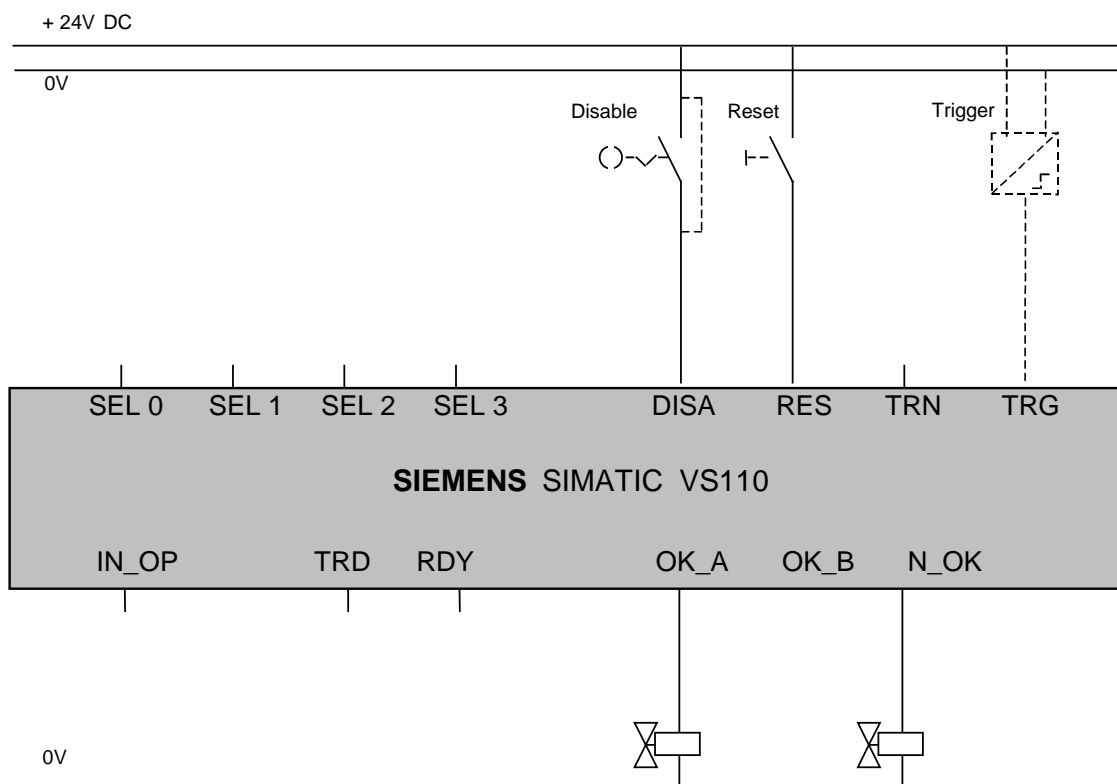 + 24V DC
0V
Disable Reset Trigger
SEL 0 SEL 1 SEL 2 SEL 3 DISA RES TRN TRG
SIEMENS SIMATIC VS110
IN_OP TRD RDY OK_A OK_B N_OK
0V